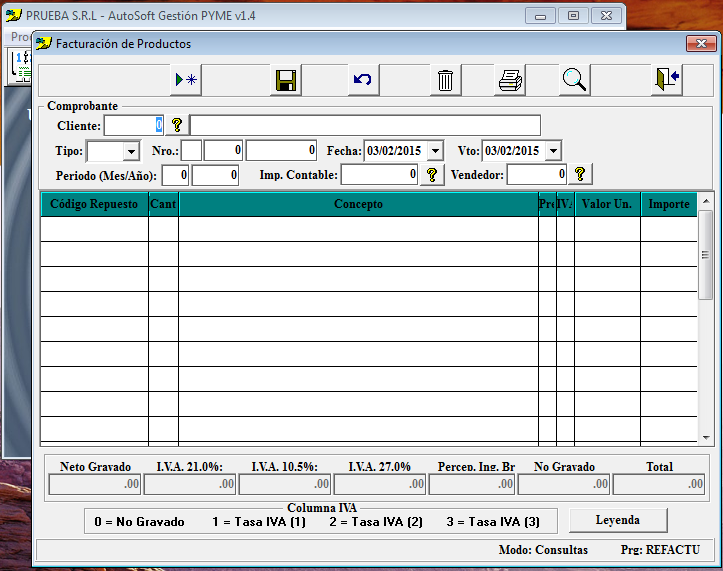 PRUEBA S.R.L - AutoSoft Gestión PYME v1.4
Facturación de Productos
Comprobante
Cliente: 0 ?
Tipo: Nro.: 0 0 Fecha: 03/02/2015 Vto: 03/02/2015
Periodo (Mes/Año): 0 0 Imp. Contable: 0 ? Vendedor: 0 ?
Código Repuesto Cant Concepto Pre IVA Valor Un. Importe
Neto Gravado I.V.A. 21.0%: I.V.A. 10.5%: I.V.A. 27.0% Percep. Ing. Br No Gravado Total
.00 .00 .00 .00 .00 .00 .00
Columna IVA
0 = No Gravado 1 = Tasa IVA (1) 2 = Tasa IVA (2) 3 = Tasa IVA (3) Leyenda
Modo: Consultas Prg: REFACTU